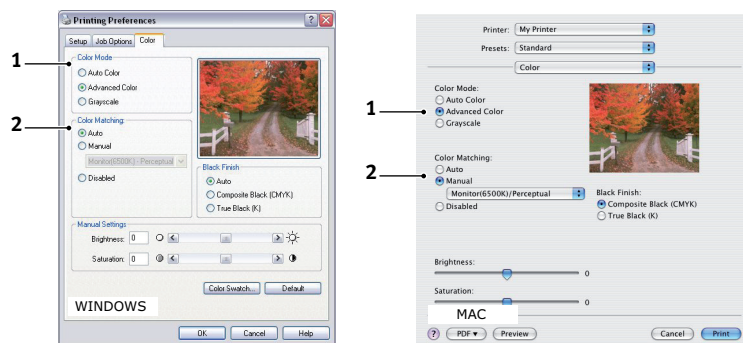 Printing Preferences
Setup Job Options Color
1
Color Mode
Auto Color
Advanced Color
Grayscale
2
Color Matching:
Auto
Manual
Monitor(6500K) - Perceptual
Disabled
Black Finish
Auto
Composite Black (CMYK)
True Black (K)
Manual Settings
Brightness: 0
Saturation: 0
Color Swatch... Default
WINDOWS
OK Cancel Help
Printer: My Printer
Presets: Standard
Color
1
Color Mode:
Auto Color
Advanced Color
Grayscale
2
Color Matching:
Auto
Manual
Monitor(6500K)/Perceptual
Disabled
Black Finish:
Composite Black (CMYK)
True Black (K)
Brightness:
0
Saturation:
0
MAC
? PDF Preview Cancel Print